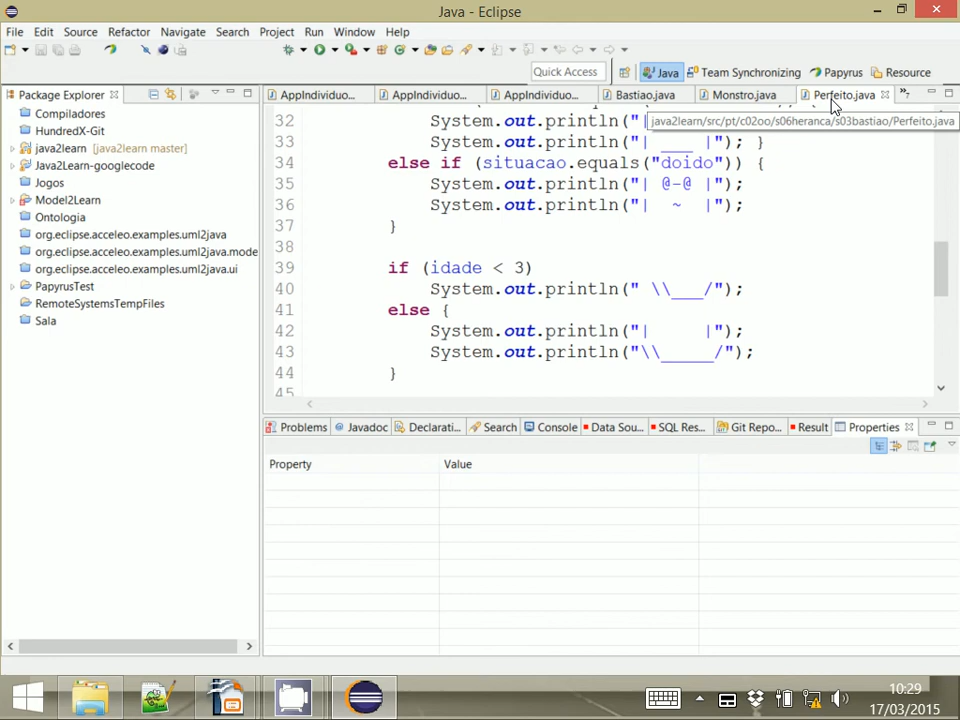 Java - Eclipse
File Edit Source Refactor Navigate Search Project Run Window Help
Quick Access Java Team Synchronizing Papyrus Resource
Package Explorer
AppIndividuo... AppIndividuo... AppIndividuo... Bastiao.java Monstro.java Perfeito.java »7
java2learn/src/pt/c02oo/s06heranca/s03bastiao/Perfeito.java
Compiladores
HundredX-Git
java2learn [java2learn master]
Java2Learn-googlecode
Jogos
Model2Learn
Ontologia
org.eclipse.acceleo.examples.uml2java
org.eclipse.acceleo.examples.uml2java.mode
org.eclipse.acceleo.examples.uml2java.ui
PapyrusTest
RemoteSystemsTempFiles
Sala
32 System.out.println("|
33 System.out.println("| ___ |"); }
34 else if (situacao.equals("doido")) {
35 System.out.println("| @-@ |");
36 System.out.println("|  ~  |");
37 }
38
39 if (idade < 3)
40 System.out.println(" \\___/");
41 else {
42 System.out.println("|     |");
43 System.out.println("\\_____/");
44 }
45
Problems Javadoc Declarati... Search Console Data Sou... SQL Res... Git Repo... Result Properties
Property Value
10:29
17/03/2015